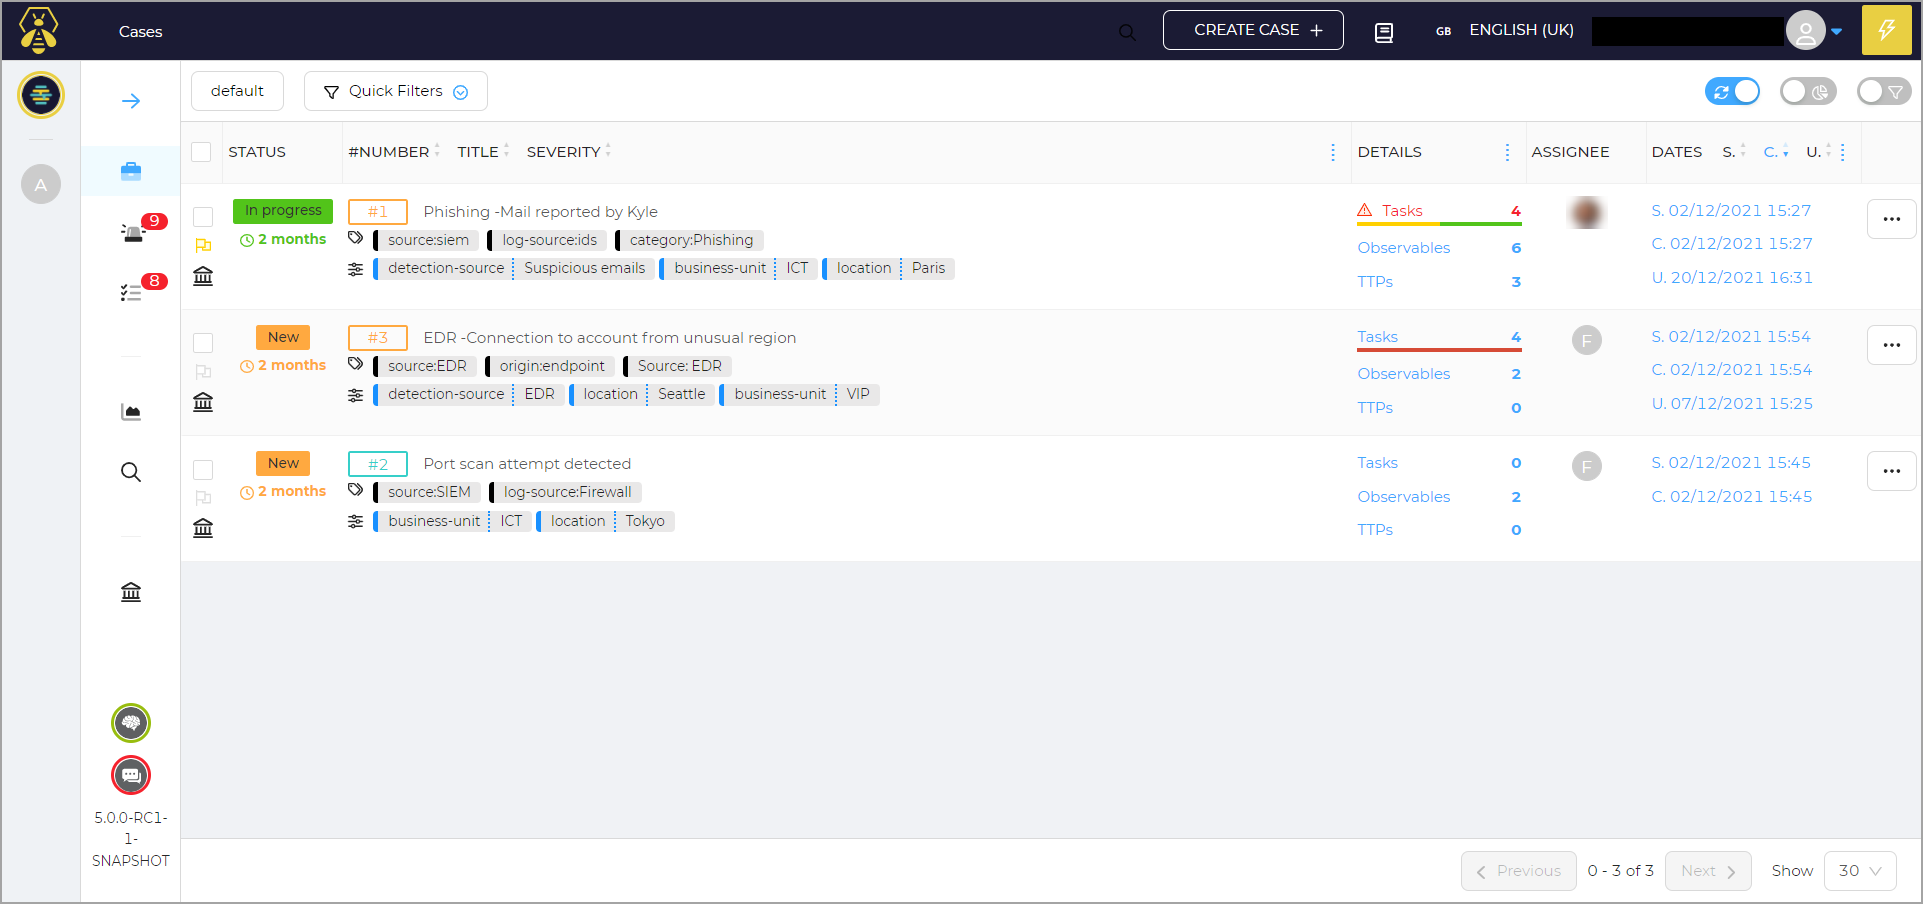 Cases
CREATE CASE +
GB ENGLISH (UK)
default
Quick Filters
STATUS #NUMBER TITLE SEVERITY DETAILS ASSIGNEE DATES S. C. U.
A
9
8
In progress
2 months
#1 Phishing -Mail reported by Kyle
source:siem log-source:ids category:Phishing
detection-source Suspicious emails business-unit ICT location Paris
Tasks 4
Observables 6
TTPs 3
S. 02/12/2021 15:27
C. 02/12/2021 15:27
U. 20/12/2021 16:31
New
2 months
#3 EDR -Connection to account from unusual region
source:EDR origin:endpoint Source: EDR
detection-source EDR location Seattle business-unit VIP
Tasks 4
Observables 2
TTPs 0
F
S. 02/12/2021 15:54
C. 02/12/2021 15:54
U. 07/12/2021 15:25
New
2 months
#2 Port scan attempt detected
source:SIEM log-source:Firewall
business-unit ICT location Tokyo
Tasks 0
Observables 2
TTPs 0
F
S. 02/12/2021 15:45
C. 02/12/2021 15:45
5.0.0-RC1-
1-
SNAPSHOT
Previous 0 - 3 of 3 Next Show 30